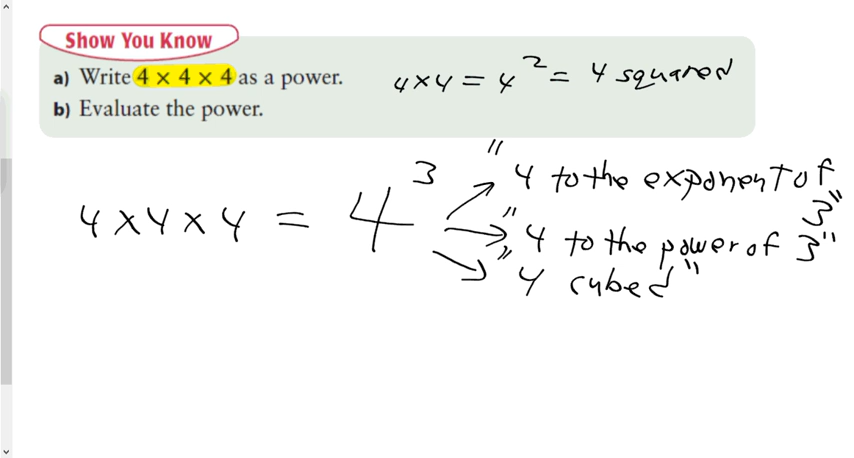 Show You Know
a) Write 4 × 4 × 4 as a power.
4 × 4 = 4² = 4 squared
b) Evaluate the power.
4 × 4 × 4 = 4³
"4 to the exponent of
3"
"4 to the power of 3"
"4 cubed"